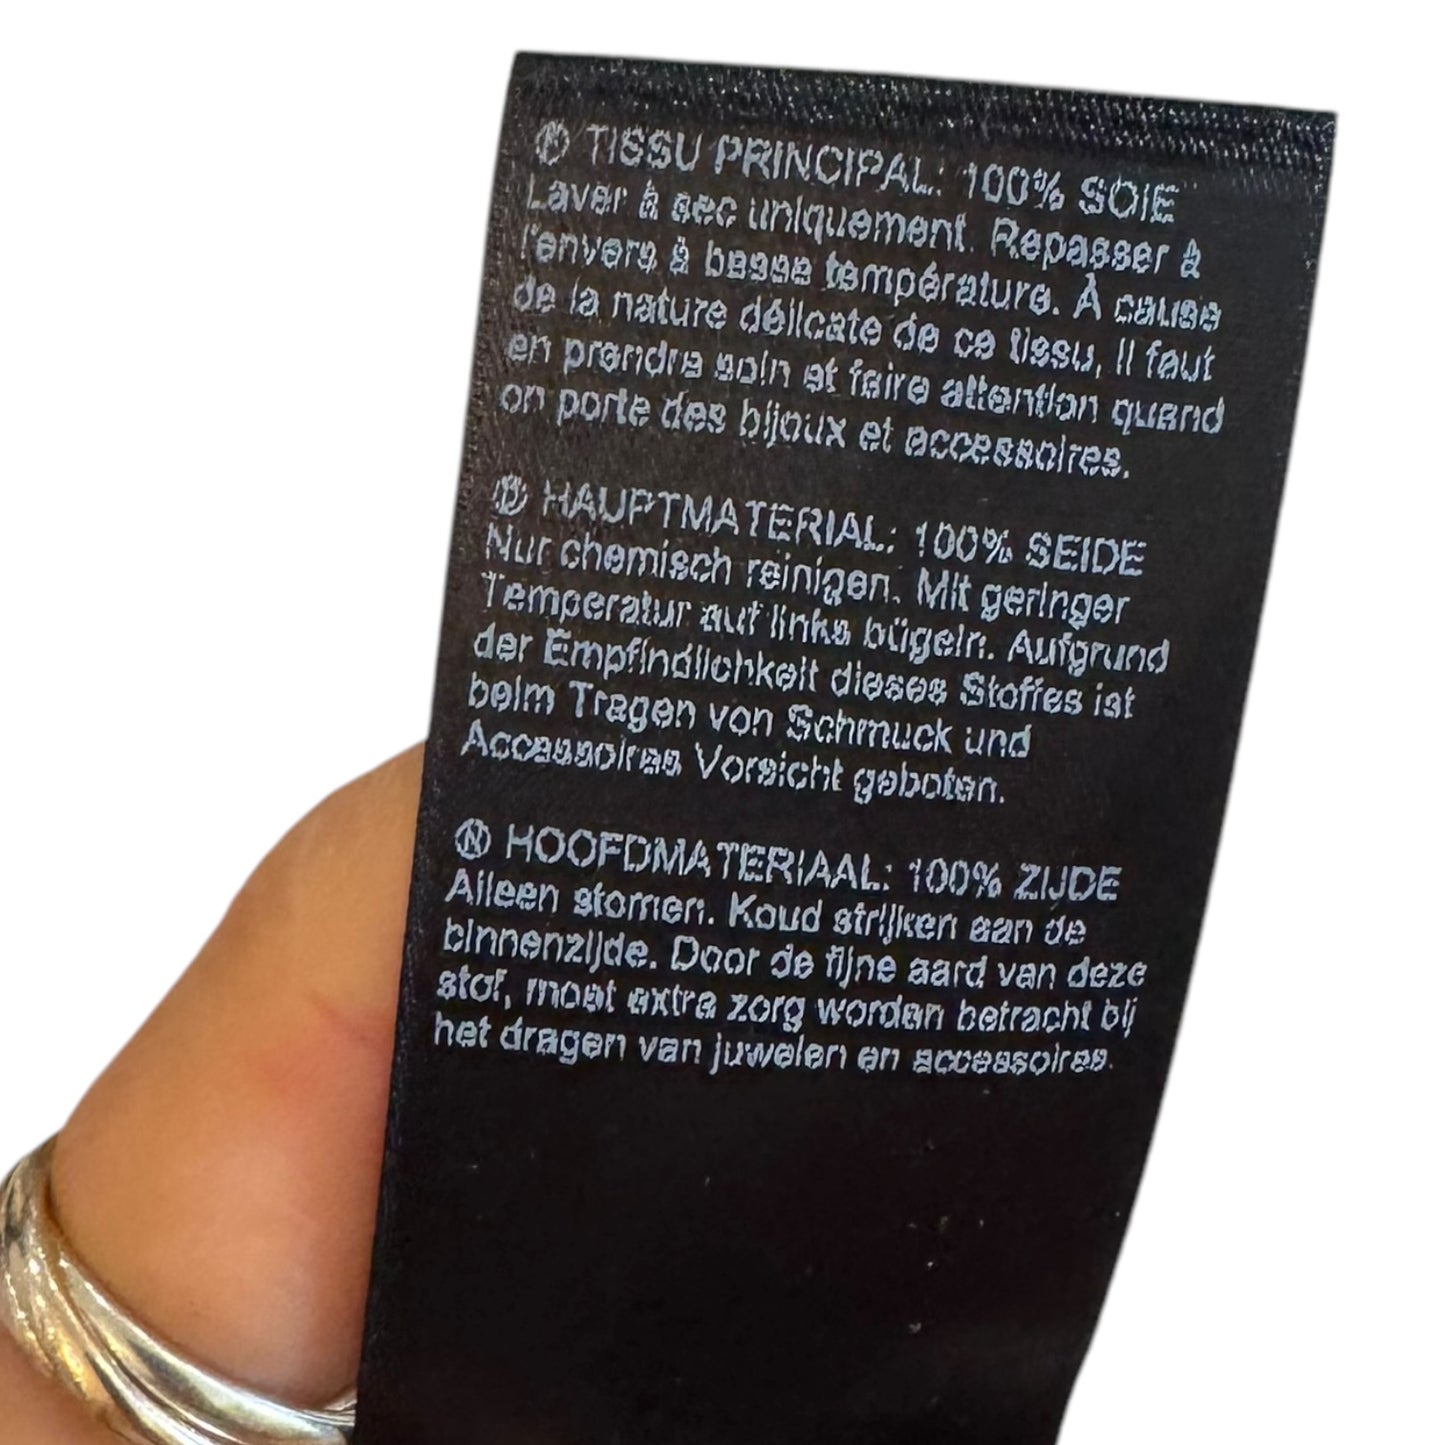 Ⓕ TISSU PRINCIPAL: 100% SOIE
Laver à sec uniquement. Repasser à
l'envers à basse température. À cause
de la nature délicate de ce tissu, il faut
en prendre soin et faire attention quand
on porte des bijoux et accessoires.
Ⓓ HAUPTMATERIAL: 100% SEIDE
Nur chemisch reinigen. Mit geringer
Temperatur auf links bügeln. Aufgrund
der Empfindlichkeit dieses Stoffes ist
beim Tragen von Schmuck und
Accessoires Vorsicht geboten.
Ⓝ HOOFDMATERIAAL: 100% ZIJDE
Alleen stomen. Koud strijken aan de
binnenzijde. Door de fijne aard van deze
stof, moet extra zorg worden betracht bij
het dragen van juwelen en accessoires.